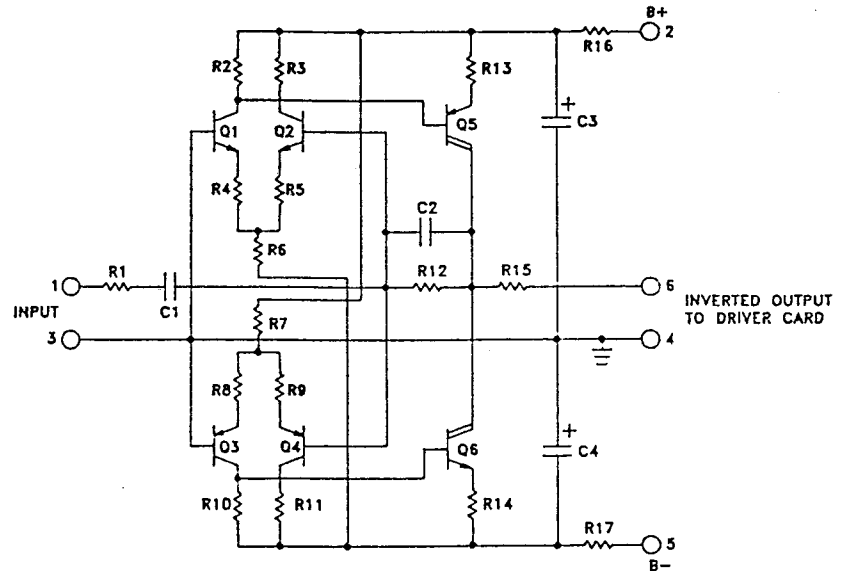 B+
2
R16
R2
R3
R13
+
C3
Q1
Q2
Q5
R4
R5
C2
R6
1
R1
C1
R12
R15
6
INPUT
INVERTED OUTPUT
TO DRIVER CARD
3
R7
4
R8
R9
Q3
Q4
Q6
+
C4
R10
R11
R14
R17
5
B-